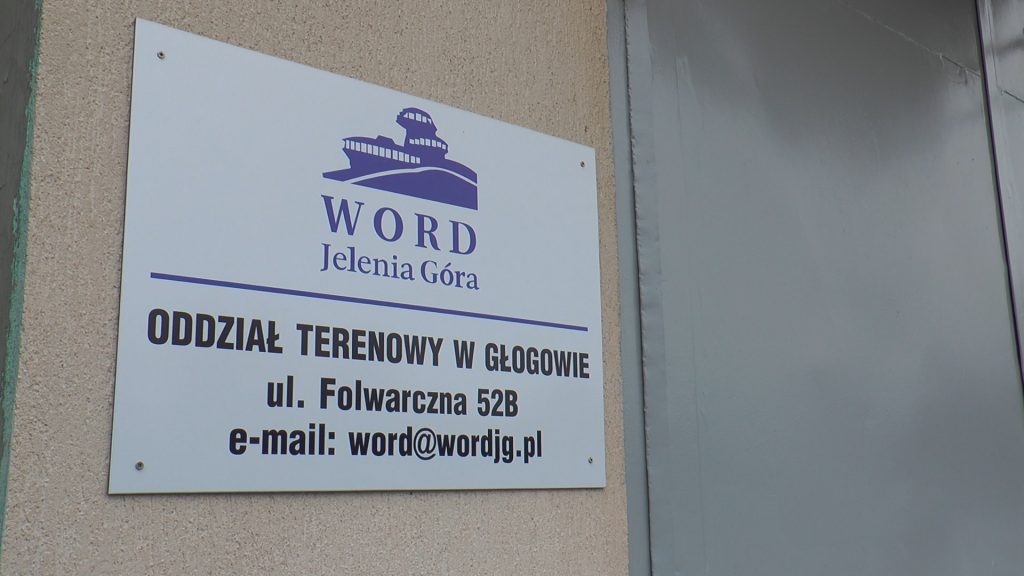 WORD
Jelenia Góra
ODDZIAŁ TERENOWY W GŁOGOWIE
ul. Folwarczna 52B
e-mail: word@wordjg.pl